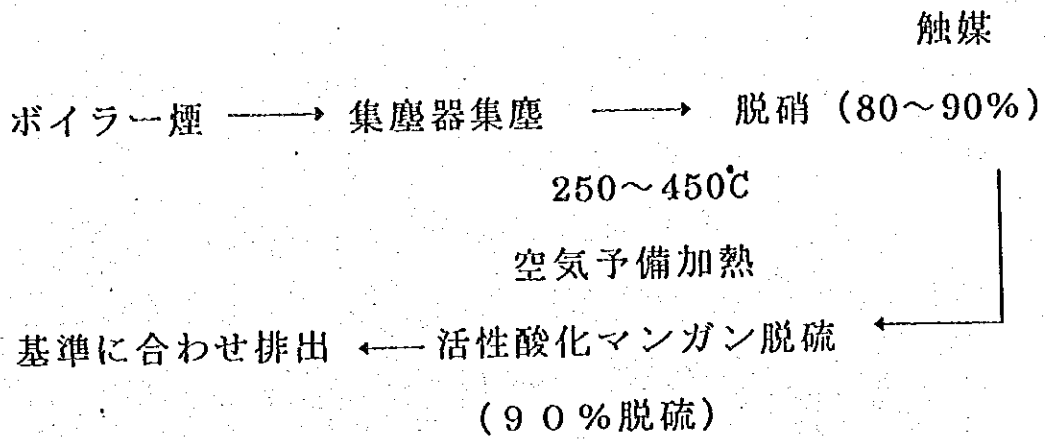 触媒
ボイラー煙 ⟶ 集塵器集塵 ⟶ 脱硝 (80～90%)
250～450℃
空気予備加熱
基準に合わせ排出 ⟵ 活性酸化マンガン脱硫
(90%脱硫)